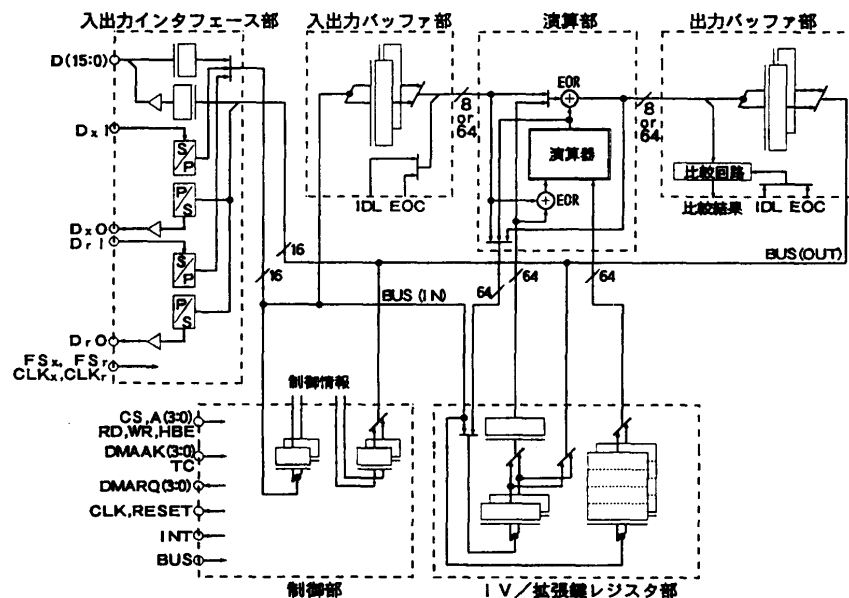 入出力インタフェース部
入出力バッファ部
演算部
出力バッファ部
D(15:0)
DxI
S/P
P/S
DxO
DrI
S/P
P/S
DrO
FSx, FSr
CLKx,CLKr
IDL EOC
8 or 64
EOR
演算器
EOR
8 or 64
比較回路
比較結果
IDL EOC
16
16
64
64
64
BUS(OUT)
BUS(IN)
制御情報
CS,A(3:0)
RD,WR,HBE
DMAAK(3:0)
TC
DMARQ(3:0)
CLK,RESET
INT
BUS
制御部
IV/拡張鍵レジスタ部